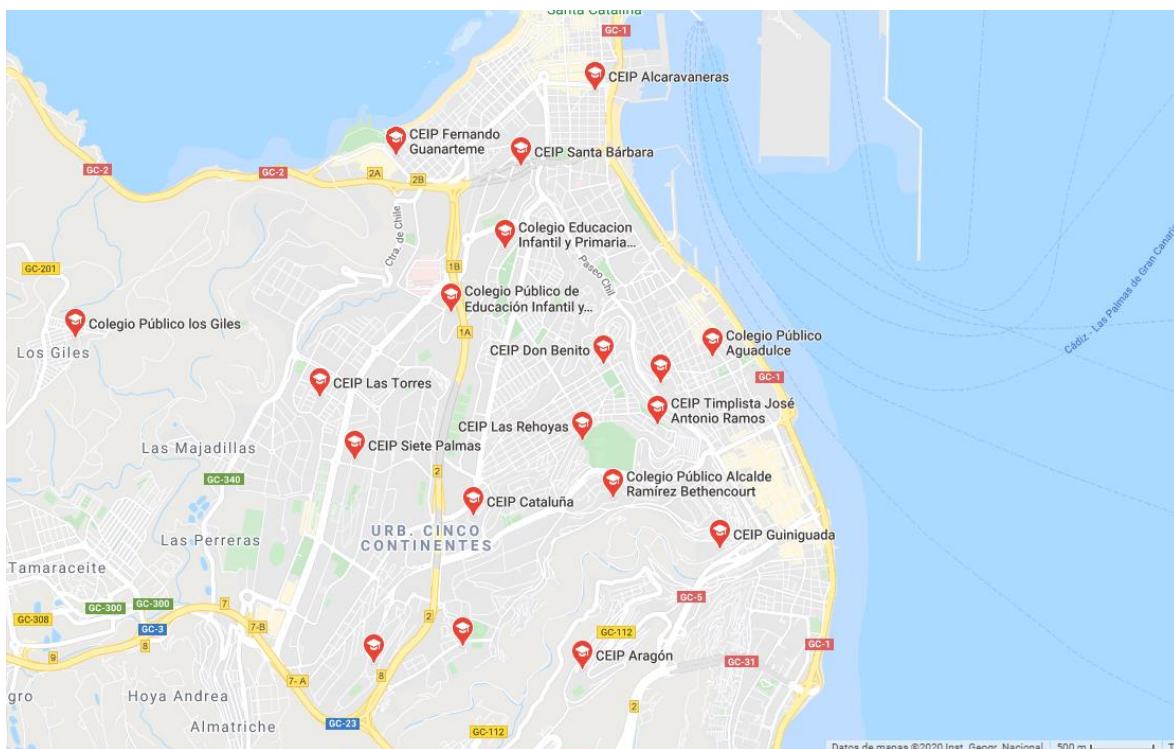 Santa Catalina
GC-1
CEIP Alcaravaneras
CEIP Fernando
Guanarteme
CEIP Santa Bárbara
GC-2
GC-2
2A
2B
Ctra. de Chile
Colegio Educacion
Infantil y Primaria...
Paseo Chil
GC-201
1B
Colegio Público de
Educación Infantil y...
1A
Colegio Público los Giles
Los Giles
CEIP Don Benito
Colegio Público
Aguadulce
GC-1
Cádiz - Las Palmas de Gran Canaria
CEIP Las Torres
CEIP Timplista José
Antonio Ramos
CEIP Las Rehoyas
Las Majadillas
CEIP Siete Palmas
2
GC-340
Colegio Público Alcalde
Ramírez Bethencourt
CEIP Cataluña
URB. CINCO
CONTINENTES
Las Perreras
CEIP Guiniguada
Tamaraceite
GC-300
GC-300
7
GC-308
GC-3
8
7-B
9
2
GC-5
GC-112
GC-1
CEIP Aragón
GC-31
8
7- A
gro
Hoya Andrea
2
Almatriche
GC-23
GC-112
Datos de mapas ©2020 Inst. Geogr. Nacional
500 m